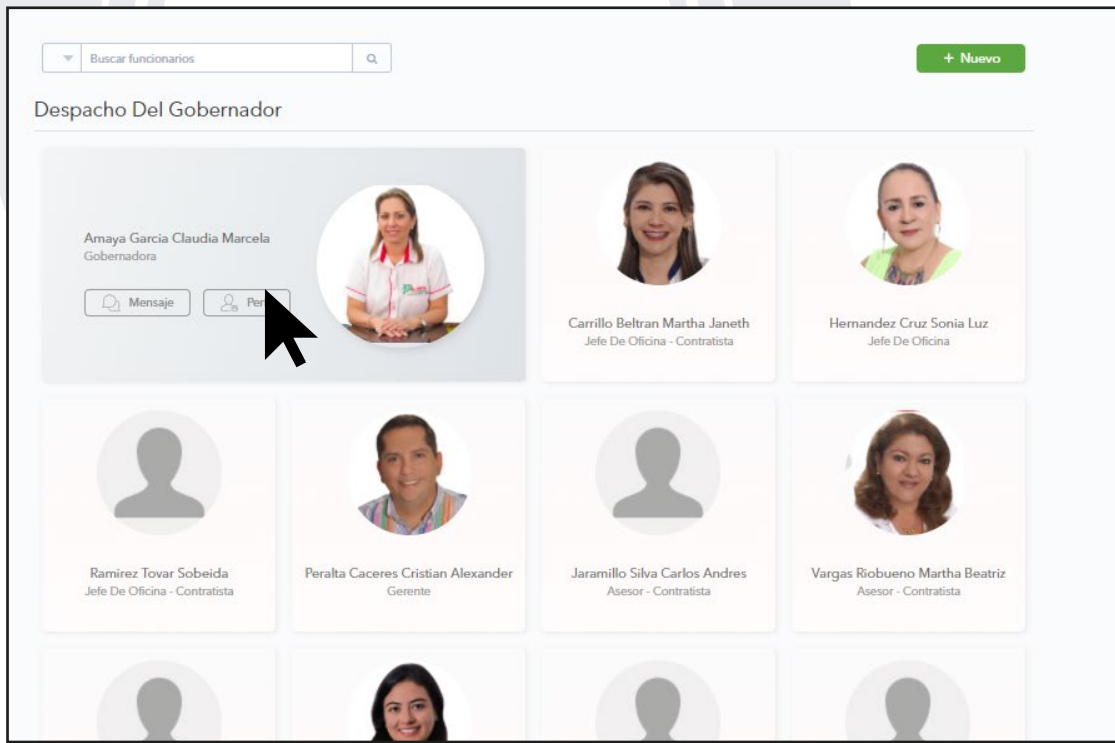 Buscar funcionarios
+ Nuevo
Despacho Del Gobernador
Amaya Garcia Claudia Marcela
Gobernadora
Mensaje
Carrillo Beltran Martha Janeth
Jefe De Oficina - Contratista
Hernandez Cruz Sonia Luz
Jefe De Oficina
Ramirez Tovar Sobeida
Jefe De Oficina - Contratista
Peralta Caceres Cristian Alexander
Gerente
Jaramillo Silva Carlos Andres
Asesor - Contratista
Vargas Riobueno Martha Beatriz
Asesor - Contratista